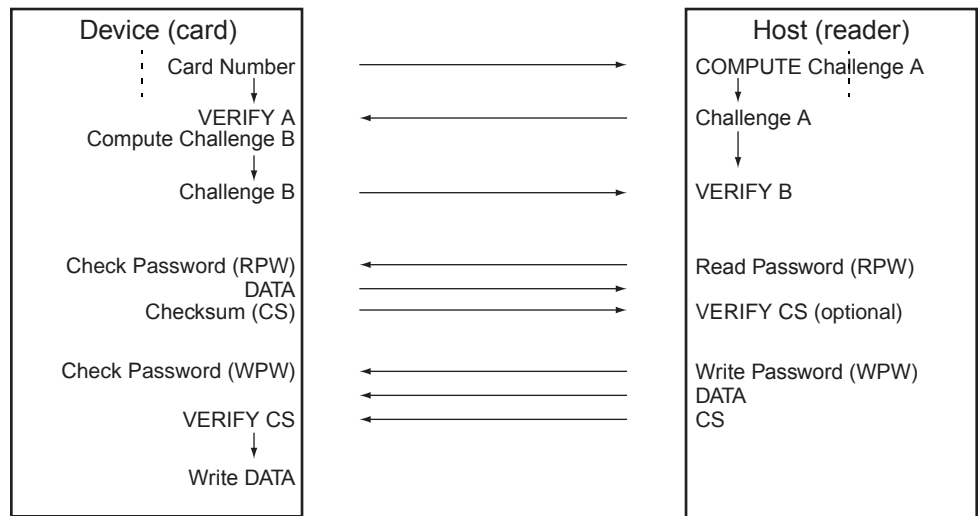 Device (card)
Host (reader)
Card Number
COMPUTE Challenge A
VERIFY A
Challenge A
Compute Challenge B
Challenge B
VERIFY B
Check Password (RPW)
Read Password (RPW)
DATA
Checksum (CS)
VERIFY CS (optional)
Check Password (WPW)
Write Password (WPW)
DATA
VERIFY CS
CS
Write DATA